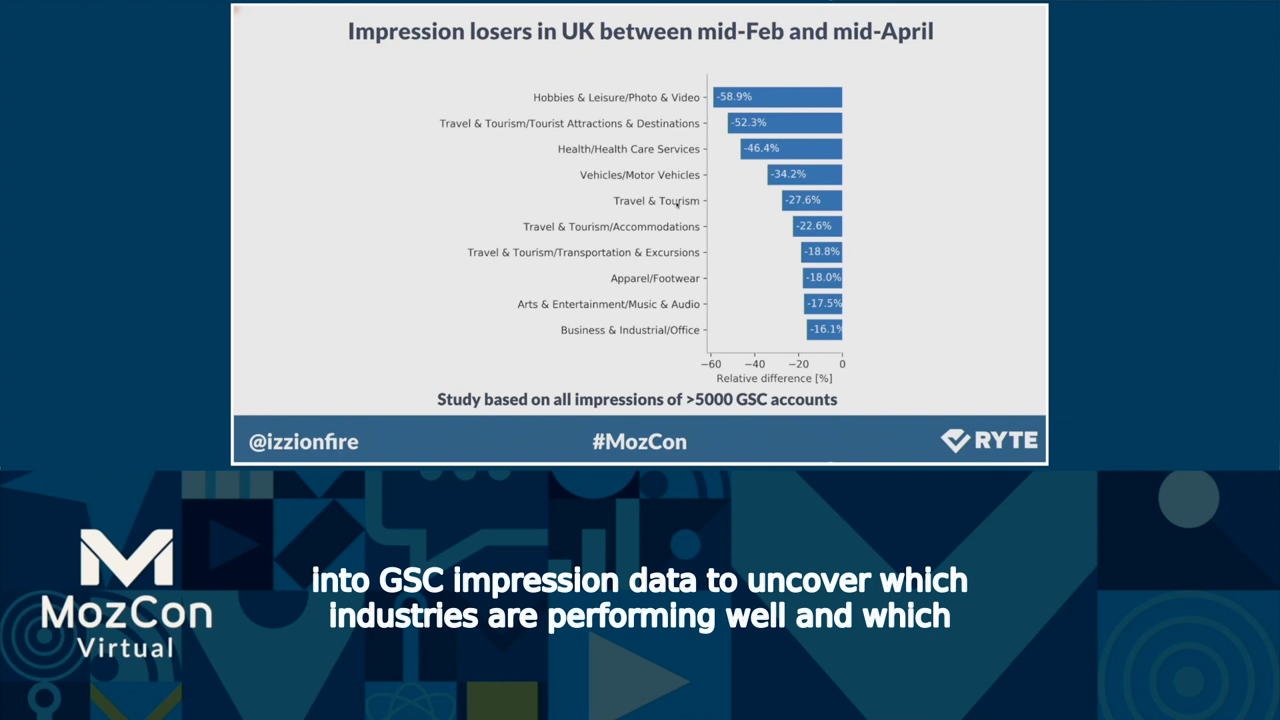 Impression losers in UK between mid-Feb and mid-April
Hobbies & Leisure/Photo & Video
-58.9%
Travel & Tourism/Tourist Attractions & Destinations
-52.3%
Health/Health Care Services
-46.4%
Vehicles/Motor Vehicles
-34.2%
Travel & Tourism
-27.6%
Travel & Tourism/Accommodations
-22.6%
Travel & Tourism/Transportation & Excursions
-18.8%
Apparel/Footwear
-18.0%
Arts & Entertainment/Music & Audio
-17.5%
Business & Industrial/Office
-16.1%
−60 −40 −20 0
Relative difference [%]
Study based on all impressions of >5000 GSC accounts
@izzionfire
#MozCon
RYTE
MozCon
Virtual
into GSC impression data to uncover which
industries are performing well and which